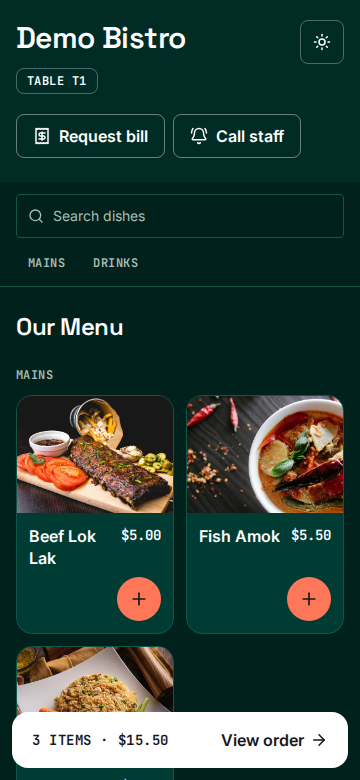 Demo Bistro
TABLE T1
Request bill
Call staff
Search dishes
MAINS
DRINKS
Our Menu
MAINS
Beef Lok Lak
$5.00
Fish Amok
$5.50
3 ITEMS · $15.50
View order →